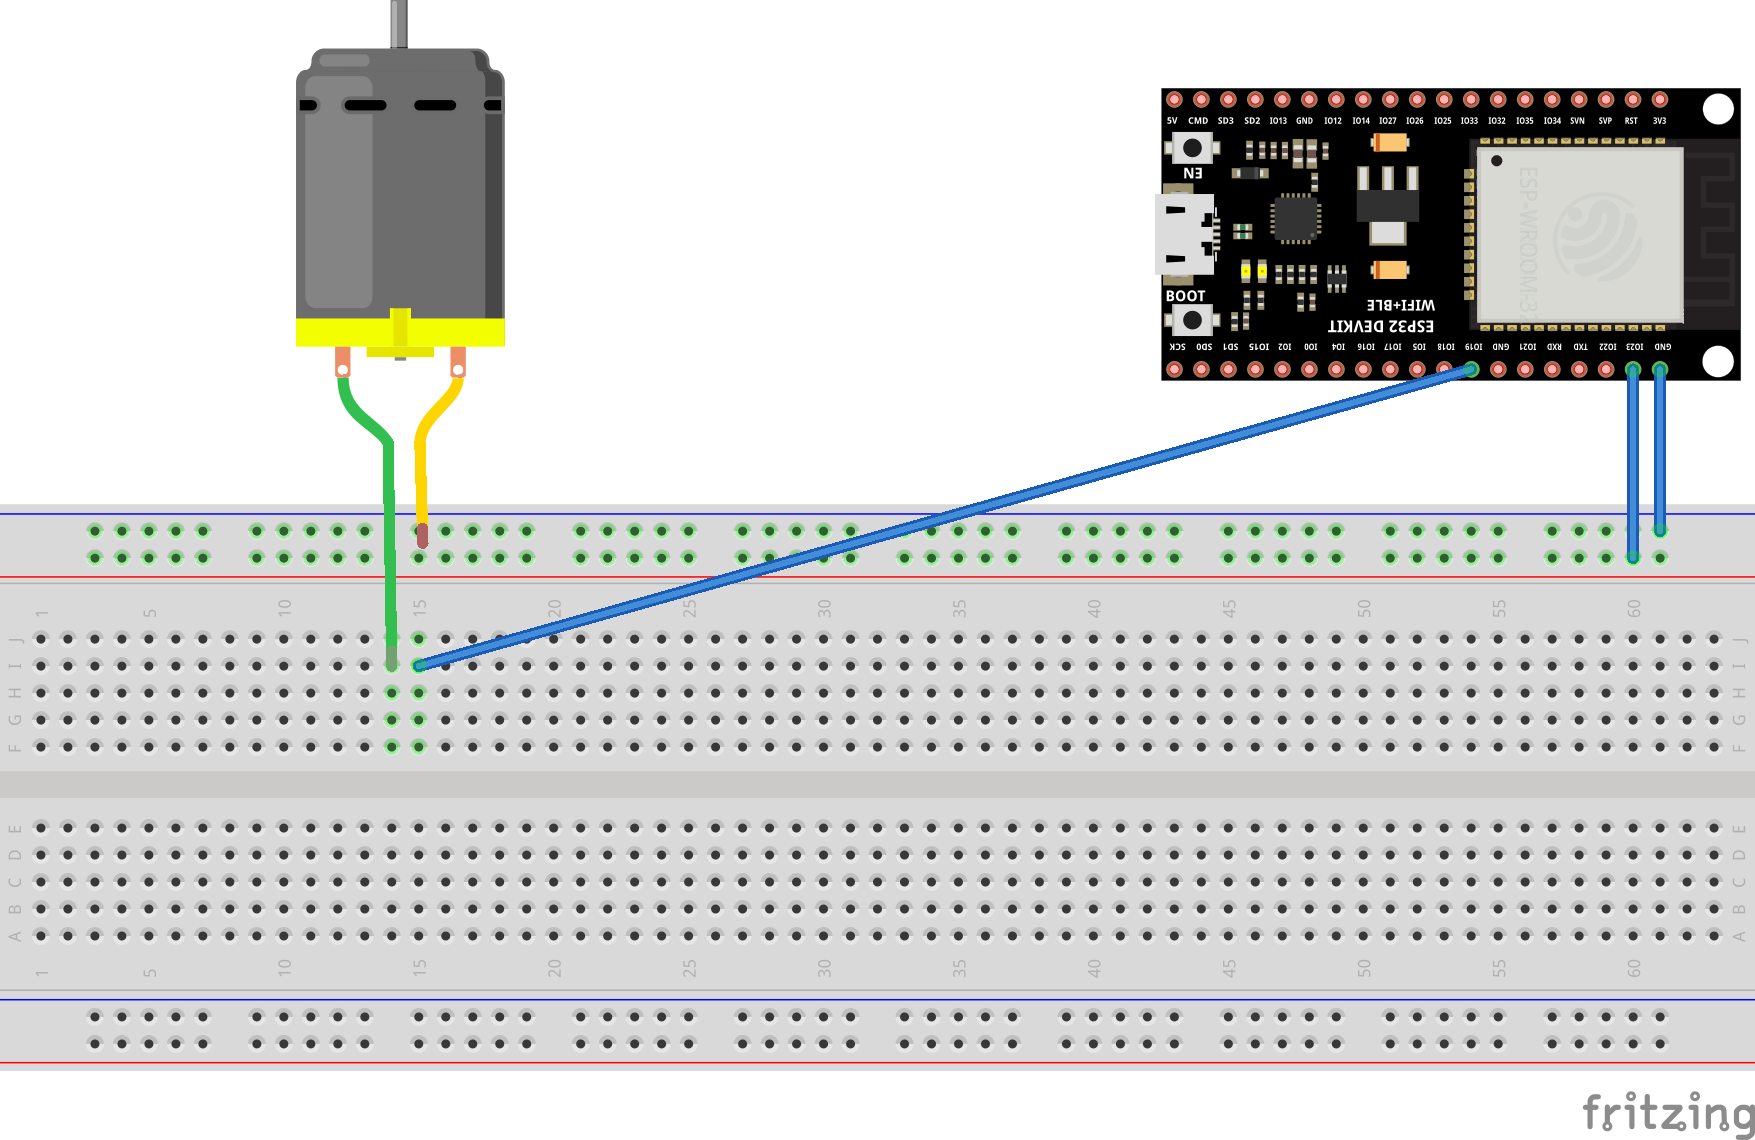 5V CMD SD3 SD2 IO13 GND IO12 IO14 IO27 IO26 IO25 IO33 IO32 IO35 IO34 SVN SVP RST 3V3
EN
ESP-WROOM-32
BOOT
WIFI+BLE
ESP32 DEVKIT
SCK SD0 SD1 IO15 IO2 IO0 IO4 IO16 IO17 IO5 IO18 IO19 GND IO21 RXD TXD IO22 IO23 GND
1 5 10 15 20 25 30 35 40 45 50 55 60
J J
I I
H H
G G
F F
E E
D D
C C
B B
A A
1 5 10 15 20 25 30 35 40 45 50 55 60
fritzing